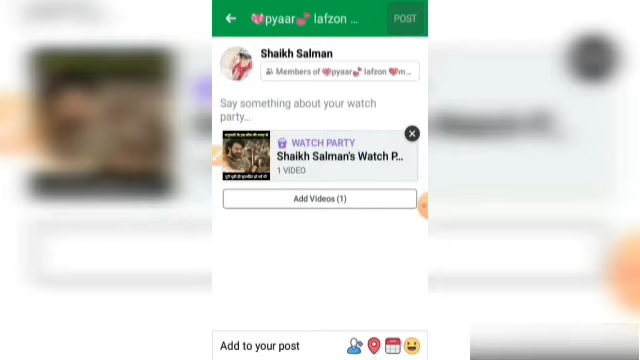 💖pyaar💕 lafzon ...
POST
Shaikh Salman
Members of 💖pyaar💕 lafzon 💖m...
Say something about your watch
party...
WATCH PARTY
Shaikh Salman's Watch P...
1 VIDEO
Add Videos (1)
Add to your post